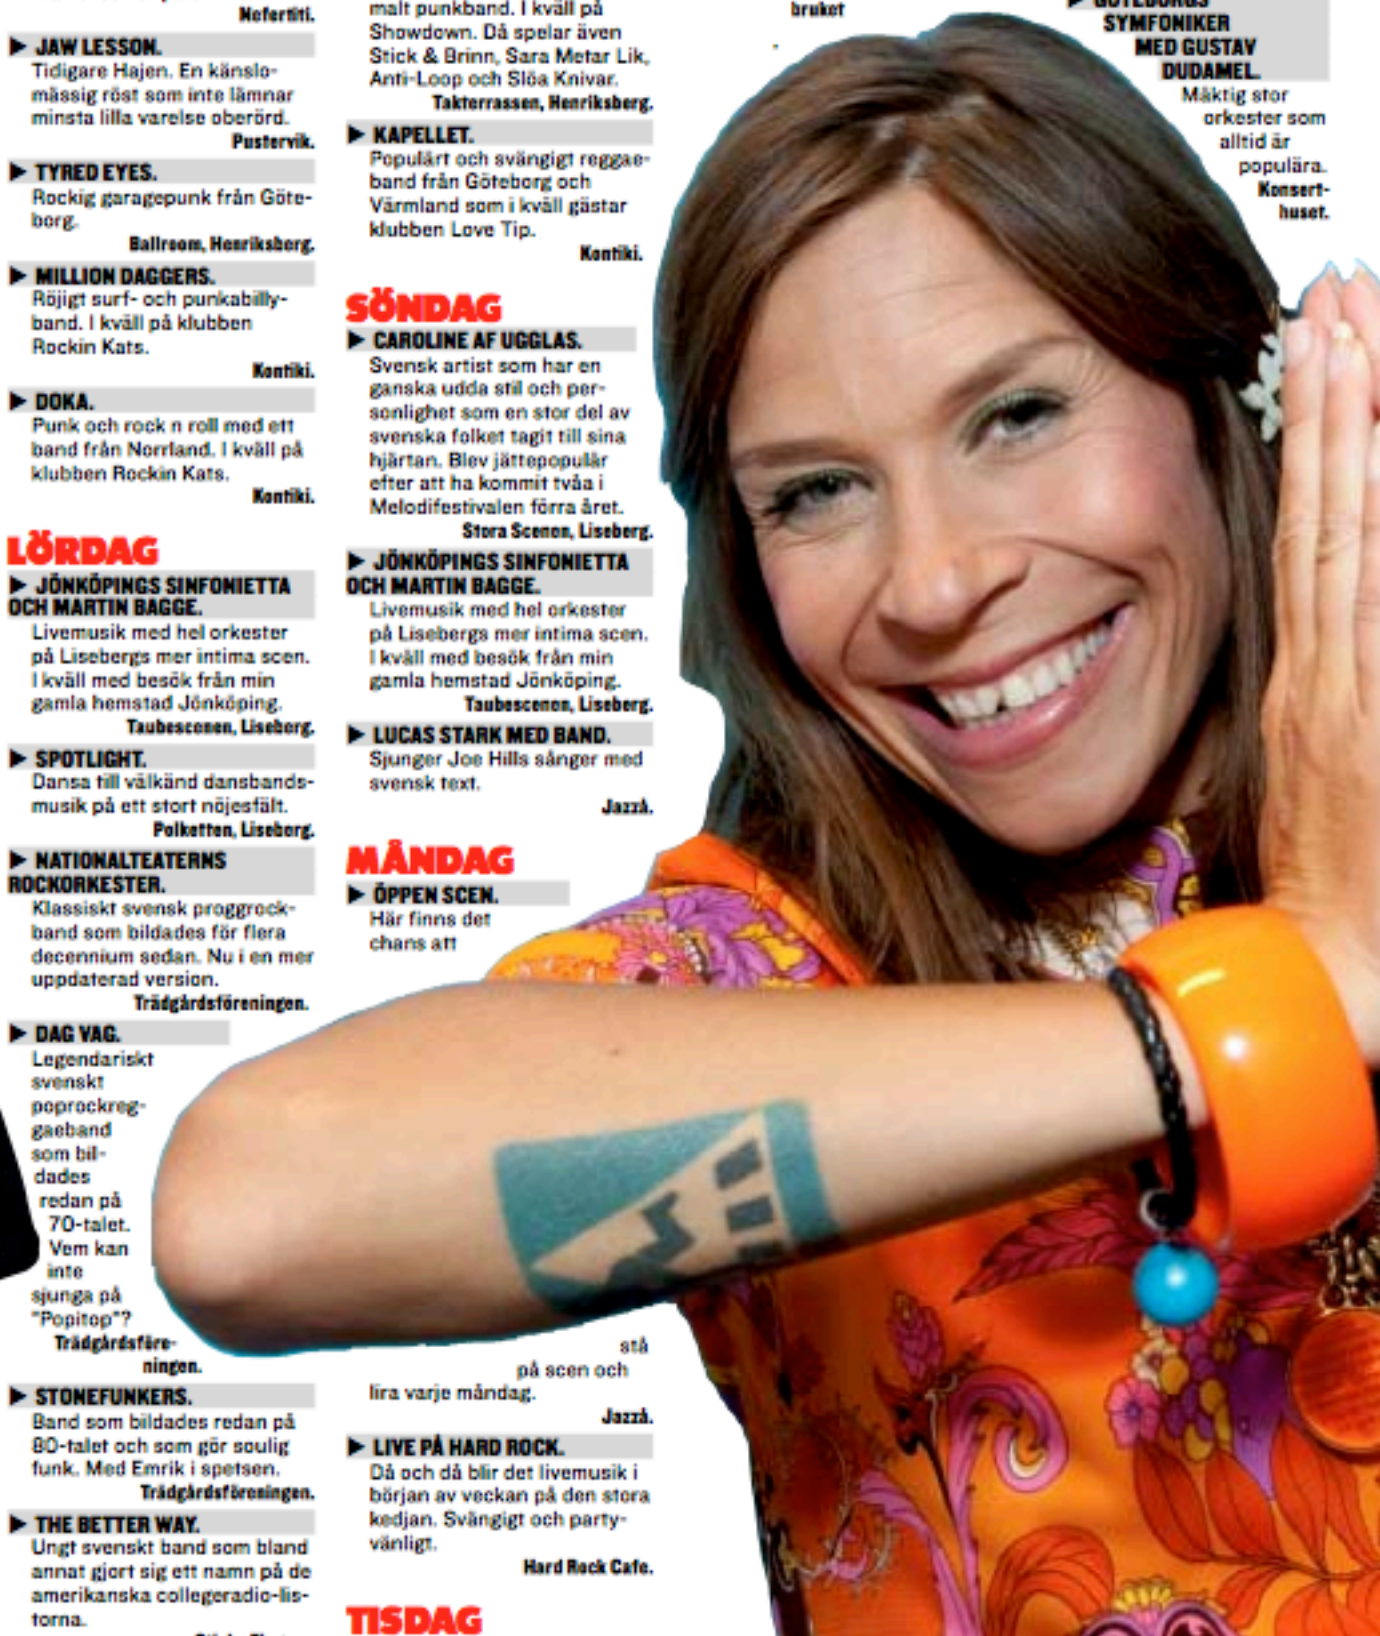 Nefertiti.
▶ JAW LESSON.
Tidigare Hajen. En känslo-
mässig röst som inte lämnar
minsta lilla varelse oberörd.
Pustervik.
▶ TYRED EYES.
Rockig garagepunk från Göte-
borg.
Ballroom, Henriksberg.
▶ MILLION DAGGERS.
Röjigt surf- och punkabilly-
band. I kväll på klubben
Rockin Kats.
Kontiki.
▶ DOKA.
Punk och rock n roll med ett
band från Norrland. I kväll på
klubben Rockin Kats.
Kontiki.
LÖRDAG
▶ JÖNKÖPINGS SINFONIETTA
OCH MARTIN BAGGE.
Livemusik med hel orkester
på Lisebergs mer intima scen.
I kväll med besök från min
gamla hemstad Jönköping.
Taubescenen, Liseberg.
▶ SPOTLIGHT.
Dansa till välkänd dansbands-
musik på ett stort nöjesfält.
Polketten, Liseberg.
▶ NATIONALTEATERNS
ROCKORKESTER.
Klassiskt svensk proggrock-
band som bildades för flera
decennium sedan. Nu i en mer
uppdaterad version.
Trädgårdsföreningen.
▶ DAG VAG.
Legendariskt
svenskt
poprockreg-
gaeband
som bil-
dades
redan på
70-talet.
Vem kan
inte
sjunga på
"Popitop"?
Trädgårdsföre-
ningen.
▶ STONEFUNKERS.
Band som bildades redan på
80-talet och som gör soulig
funk. Med Emrik i spetsen.
Trädgårdsföreningen.
▶ THE BETTER WAY.
Ungt svenskt band som bland
annat gjort sig ett namn på de
amerikanska collegeradio-lis-
torna.
malt punkband. I kväll på
Showdown. Då spelar även
Stick & Brinn, Sara Metar Lik,
Anti-Loop och Slöa Knivar.
Takterrassen, Henriksberg.
▶ KAPELLET.
Populärt och svängigt reggae-
band från Göteborg och
Värmland som i kväll gästar
klubben Love Tip.
Kontiki.
SÖNDAG
▶ CAROLINE AF UGGLAS.
Svensk artist som har en
ganska udda stil och per-
sonlighet som en stor del av
svenska folket tagit till sina
hjärtan. Blev jättepopulär
efter att ha kommit tvåa i
Melodifestivalen förra året.
Stora Scenen, Liseberg.
▶ JÖNKÖPINGS SINFONIETTA
OCH MARTIN BAGGE.
Livemusik med hel orkester
på Lisebergs mer intima scen.
I kväll med besök från min
gamla hemstad Jönköping.
Taubescenen, Liseberg.
▶ LUCAS STARK MED BAND.
Sjunger Joe Hills sånger med
svensk text.
Jazzå.
MÅNDAG
▶ ÖPPEN SCEN.
Här finns det
chans att
stå
på scen och
lira varje måndag.
Jazzå.
▶ LIVE PÅ HARD ROCK.
Då och då blir det livemusik i
början av veckan på den stora
kedjan. Svängigt och party-
vänligt.
Hard Rock Cafe.
TISDAG
bruket
▶ GÖTEBORGS
SYMFONIKER
MED GUSTAV
DUDAMEL.
Mäktig stor
orkester som
alltid är
populära.
Konsert-
huset.